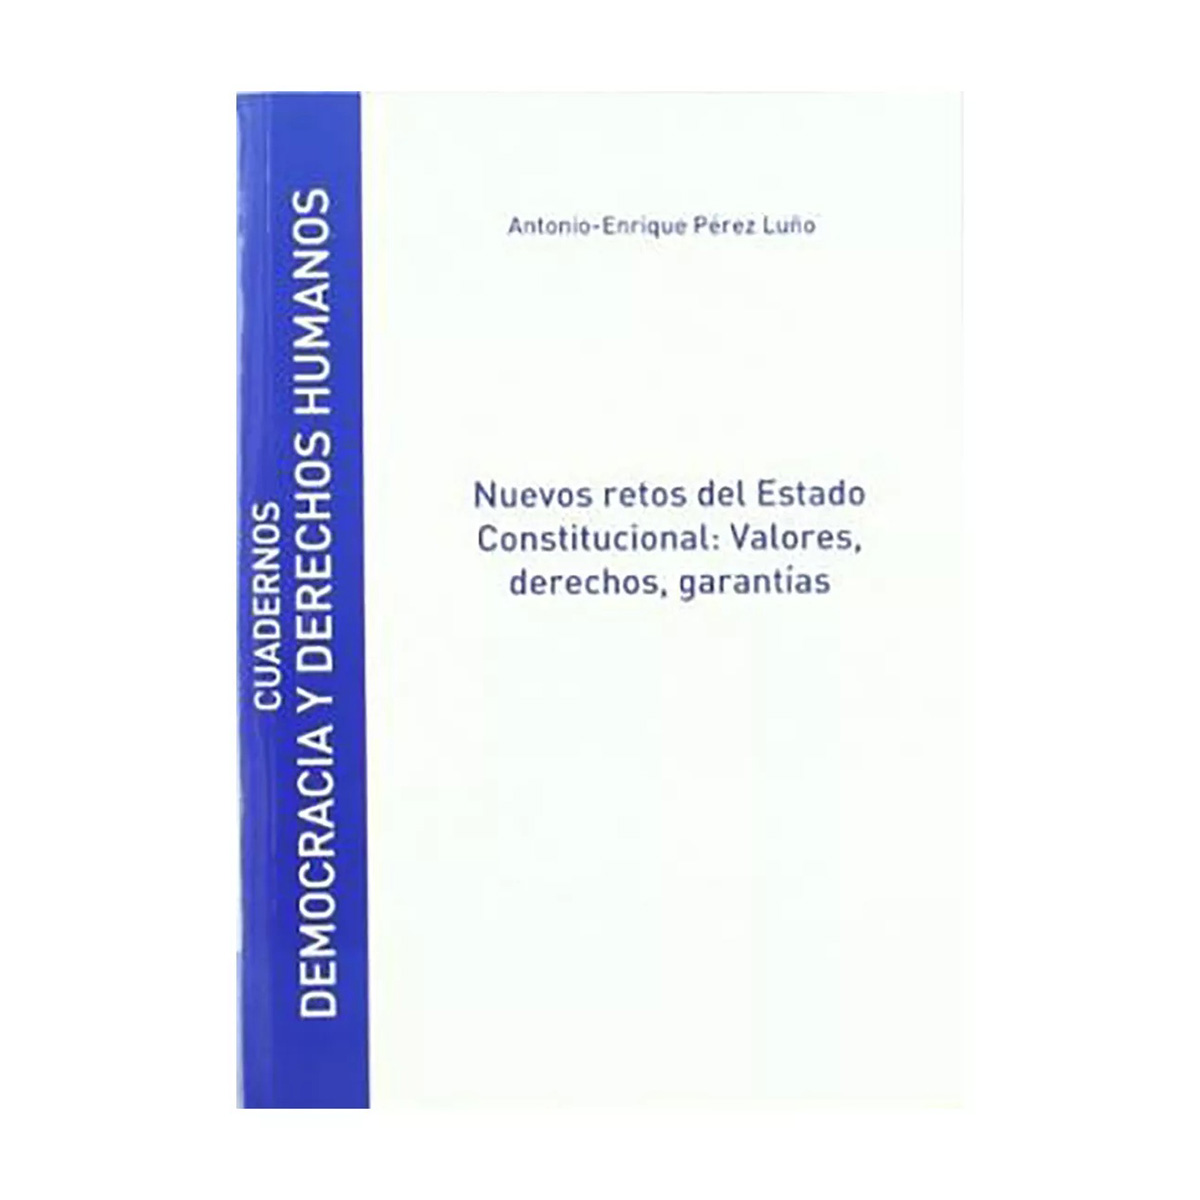 CUADERNOS
DEMOCRACIA Y DERECHOS HUMANOS
Antonio-Enrique Pérez Luño
Nuevos retos del Estado
Constitucional: Valores,
derechos, garantías